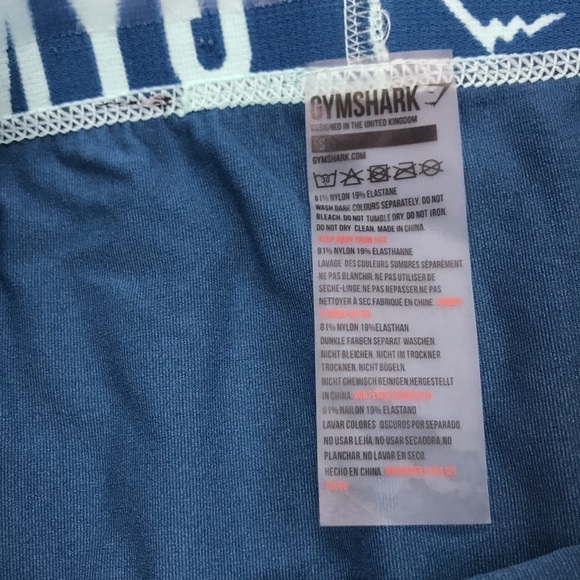 GYMSHARK
DESIGNED IN THE UNITED KINGDOM
GYMSHARK.COM
30
81% NYLON 19% ELASTANE
WASH DARK COLOURS SEPARATELY. DO NOT
BLEACH. DO NOT TUMBLE DRY. DO NOT IRON.
DO NOT DRY CLEAN. MADE IN CHINA.
KEEP AWAY FROM FIRE
81% NYLON 19% ELASTHANNE
LAVAGE DES COULEURS SOMBRES SÉPARÉMENT.
NE PAS BLANCHIR. NE PAS UTILISER DE
SÈCHE-LINGE. NE PAS REPASSER. NE PAS
NETTOYER À SEC. FABRIQUÉ EN CHINE.
81% NYLON 19% ELASTHAN
DUNKLE FARBEN SEPARAT WASCHEN.
NICHT BLEICHEN. NICHT IM TROCKNER
TROCKNEN. NICHT BÜGELN.
NICHT CHEMISCH REINIGEN. HERGESTELLT
IN CHINA.
81% NAILON 19% ELASTANO
LAVAR COLORES OSCUROS POR SEPARADO.
NO USAR LEJÍA. NO USAR SECADORA. NO
PLANCHAR. NO LAVAR EN SECO.
HECHO EN CHINA.